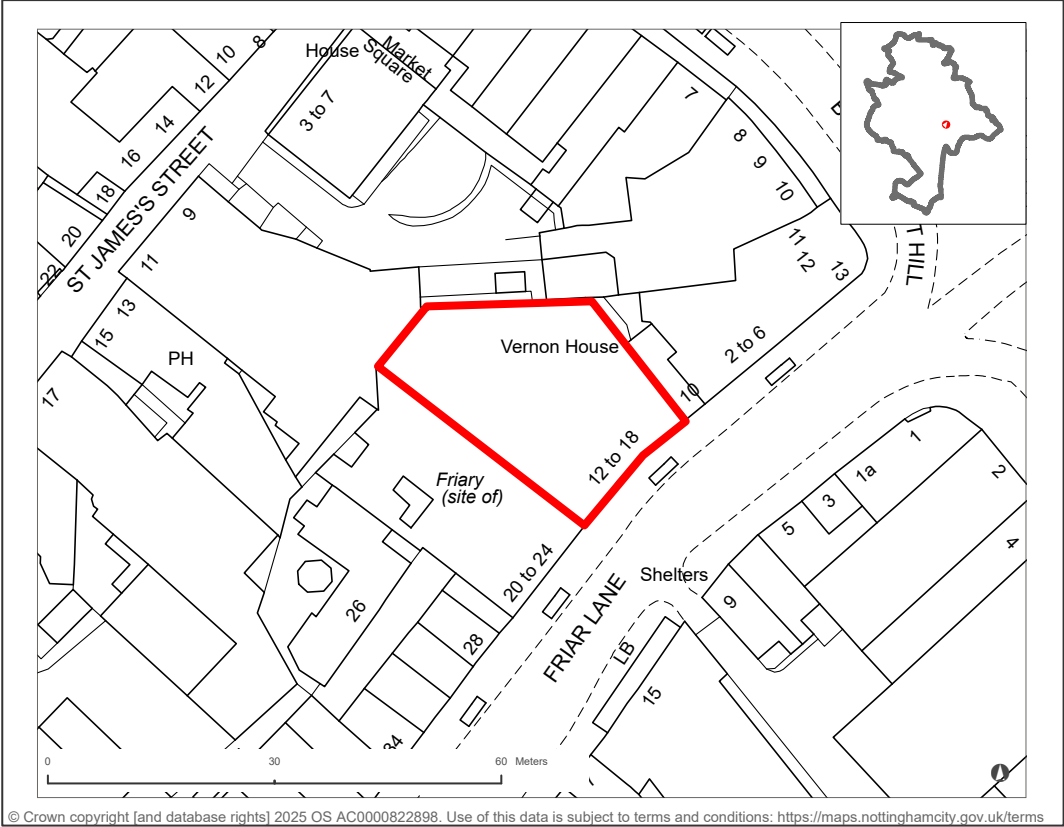 8
10
12
14
16
18
20
22
ST JAMES'S STREET
House
Market
Square
3 to 7
7
8
9
10
11
12
13
T HILL
9
11
13
15
17
PH
Vernon House
2 to 6
10
12 to 18
Friary
(site of)
20 to 24
26
28
34
FRIAR LANE
Shelters
LB
15
9
5
3
1a
1
2
4
0 30 60 Meters
© Crown copyright [and database rights] 2025 OS AC0000822898. Use of this data is subject to terms and conditions: https://maps.nottinghamcity.gov.uk/terms